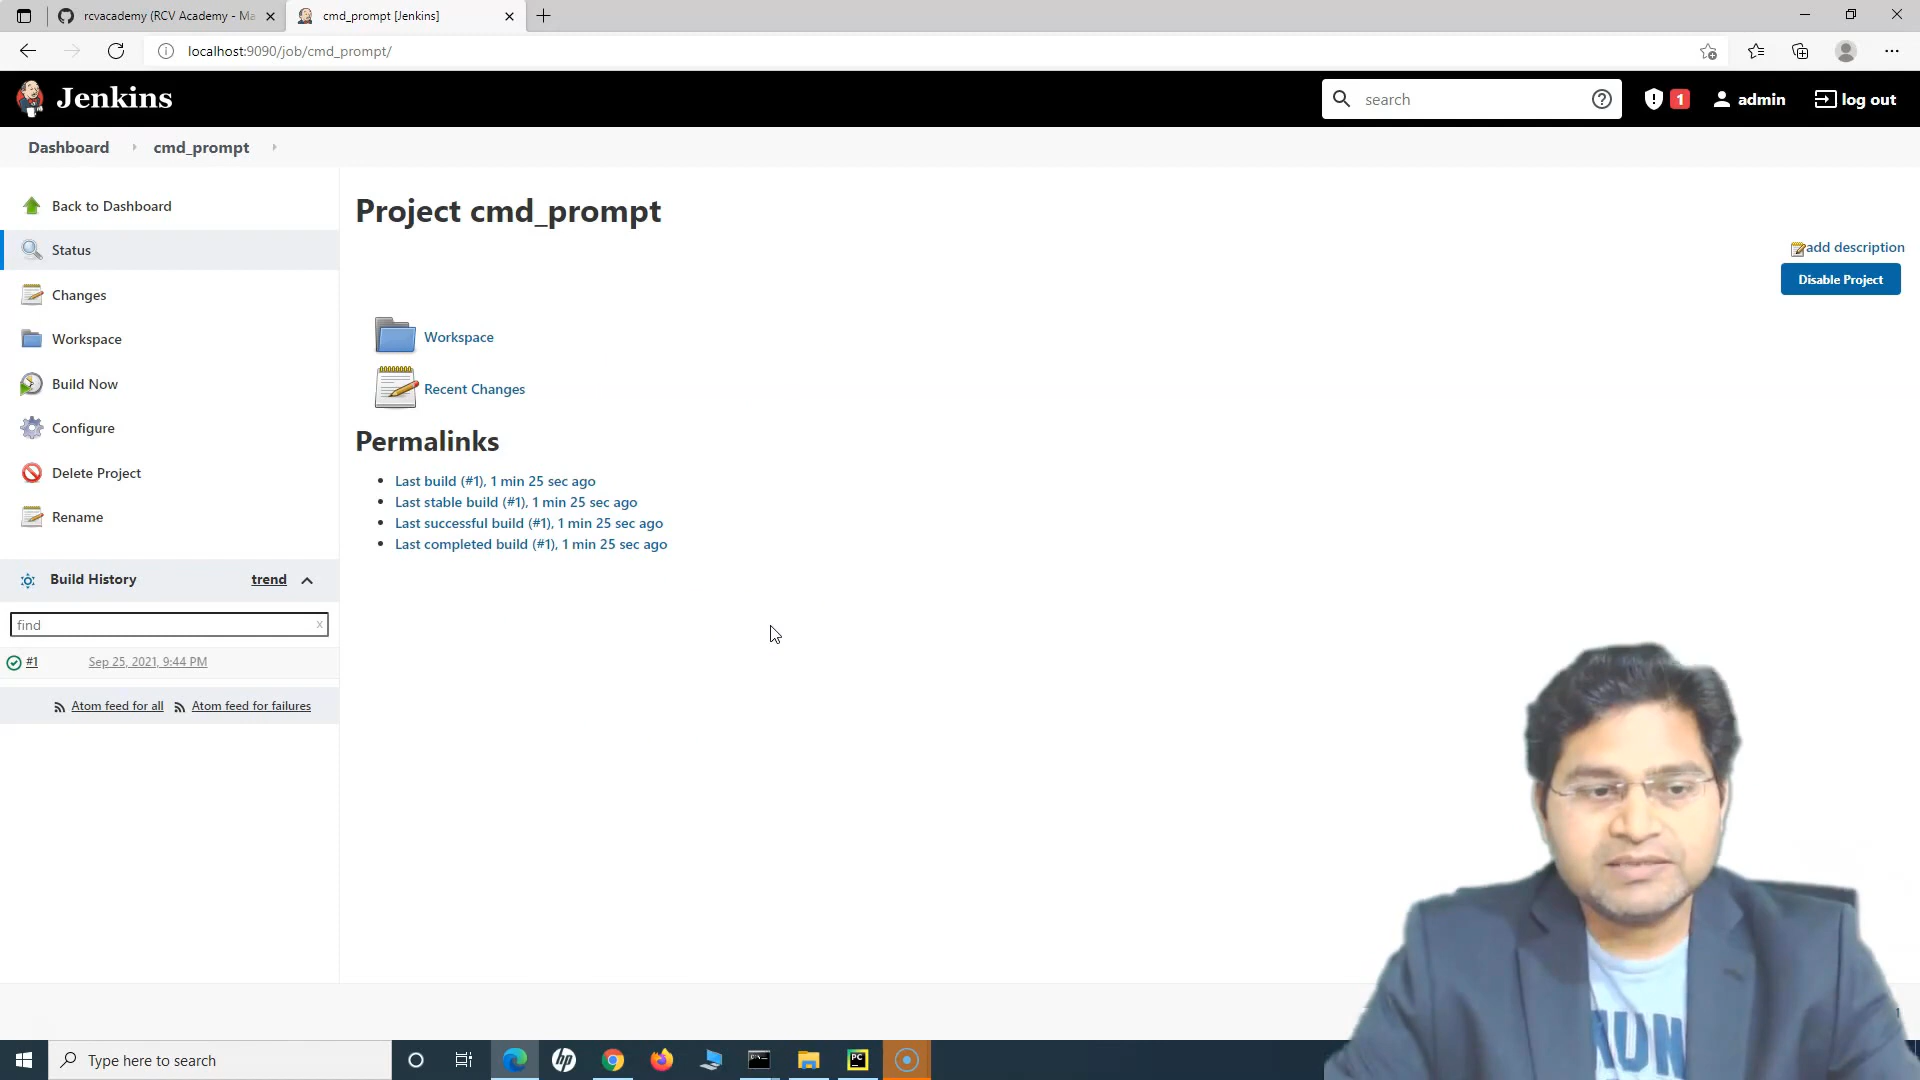 rcvacademy (RCV Academy - Ma
cmd_prompt [Jenkins]
localhost:9090/job/cmd_prompt/
Jenkins
search
1
admin
log out
Dashboard
cmd_prompt
Back to Dashboard
Status
Changes
Workspace
Build Now
Configure
Delete Project
Rename
Build History
trend
find
x
#1
Sep 25, 2021, 9:44 PM
Atom feed for all
Atom feed for failures
Project cmd_prompt
add description
Disable Project
Workspace
Recent Changes
Permalinks
Last build (#1), 1 min 25 sec ago
Last stable build (#1), 1 min 25 sec ago
Last successful build (#1), 1 min 25 sec ago
Last completed build (#1), 1 min 25 sec ago
Type here to search
hp
PC